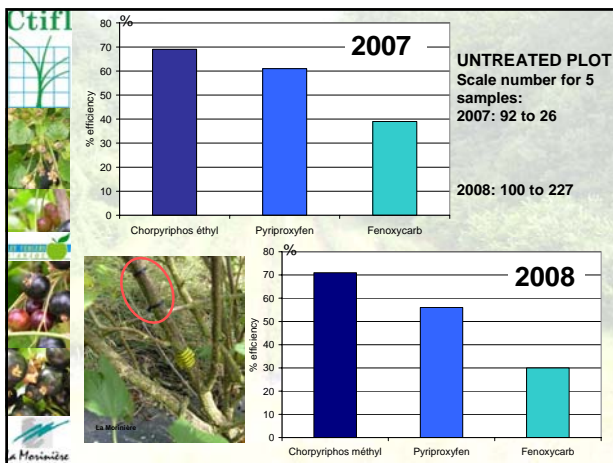 Ctifl
%
2007
80
70
60
50
40
30
20
10
0
% efficiency
Chorpyriphos éthyl Pyriproxyfen Fenoxycarb
UNTREATED PLOT
Scale number for 5
samples:
2007: 92 to 26
2008: 100 to 227
%
2008
80
70
60
50
40
30
20
10
0
% efficiency
Chorpyriphos méthyl Pyriproxyfen Fenoxycarb
La Morinière
La Morinière